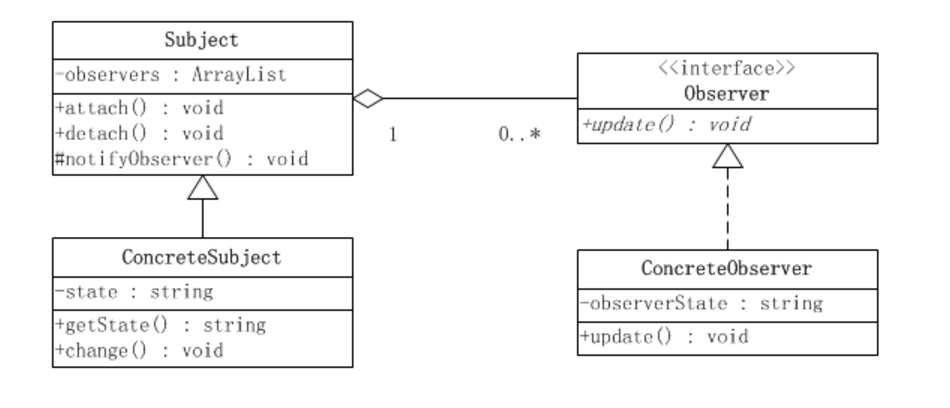 Subject
-observers : ArrayList
+attach() : void
+detach() : void
#notifyObserver() : void
1
0..*
<<interface>>
Observer
+update() : void
ConcreteSubject
-state : string
+getState() : string
+change() : void
ConcreteObserver
-observerState : string
+update() : void